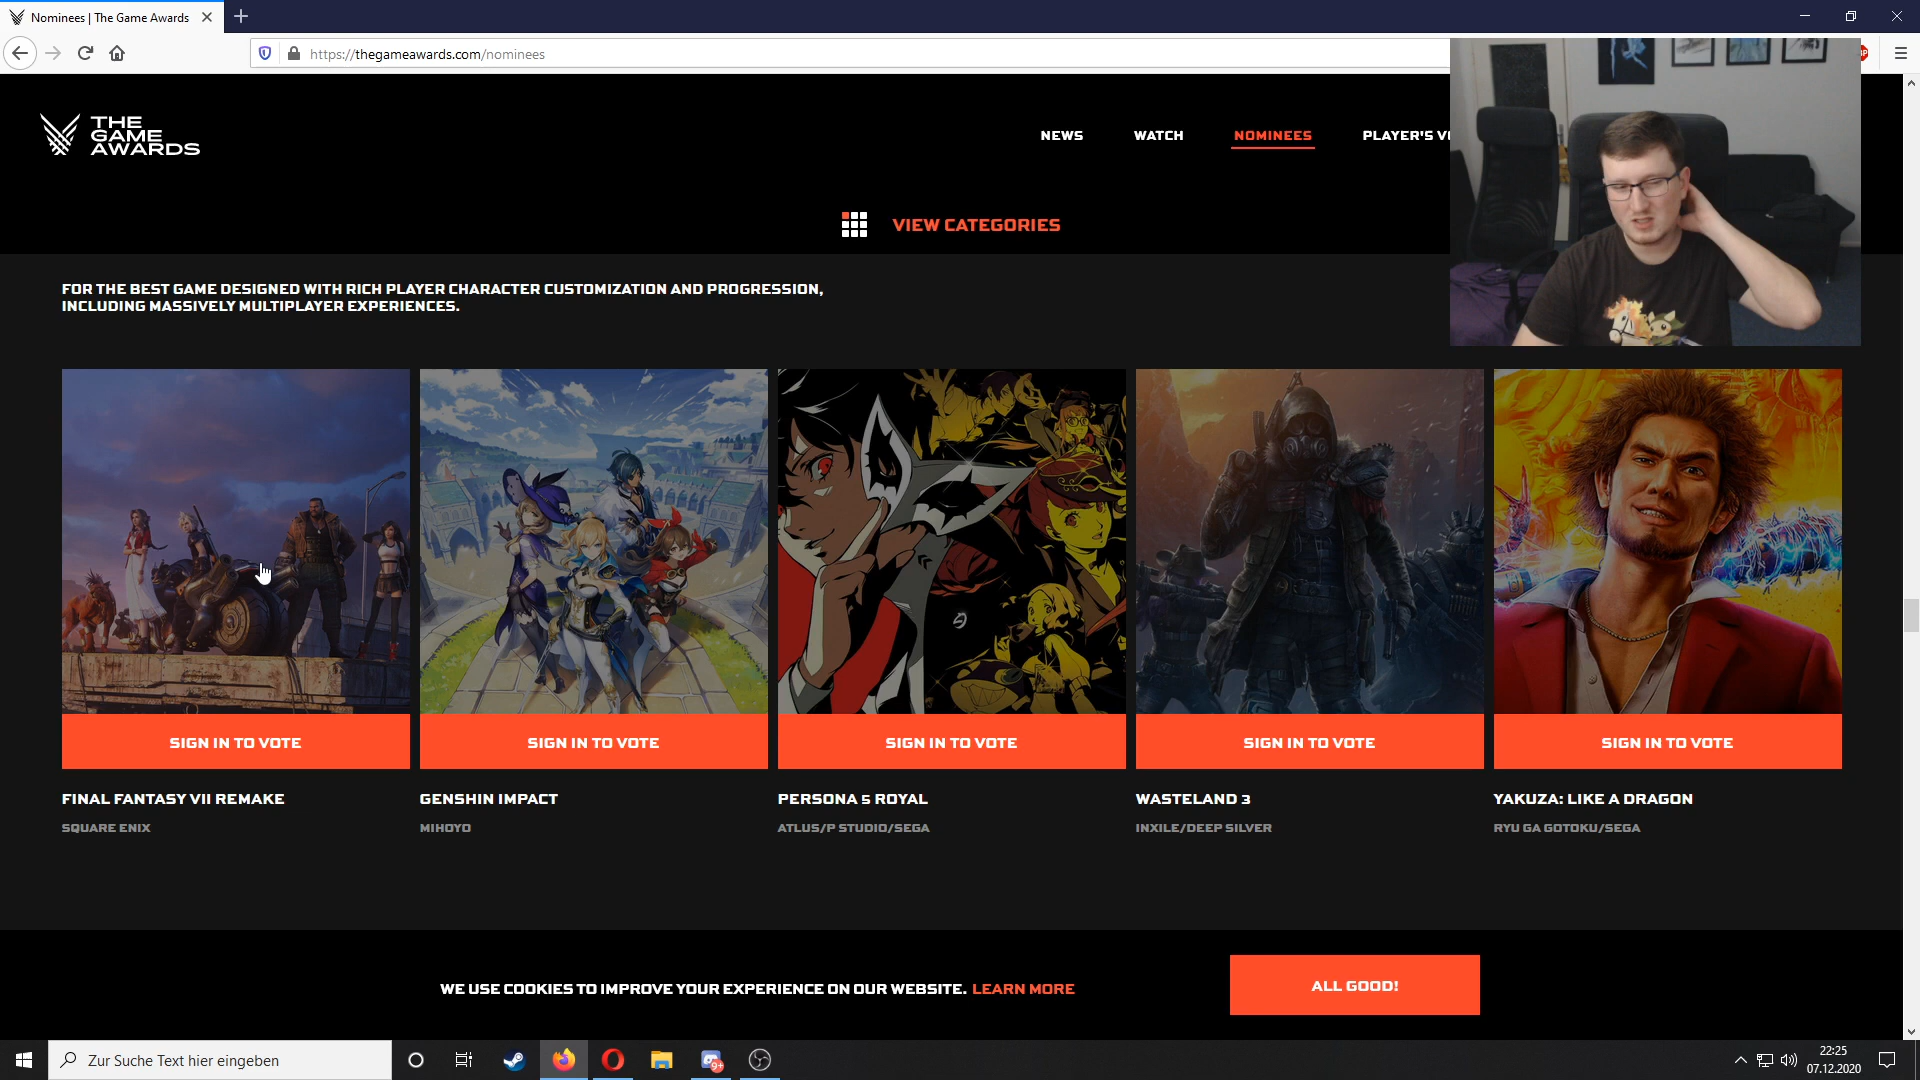 Nominees | The Game Awards
https://thegameawards.com/nominees
THE
GAME
AWARDS
NEWS
WATCH
NOMINEES
PLAYER'S
VIEW CATEGORIES
FOR THE BEST GAME DESIGNED WITH RICH PLAYER CHARACTER CUSTOMIZATION AND PROGRESSION,
INCLUDING MASSIVELY MULTIPLAYER EXPERIENCES.
SIGN IN TO VOTE
SIGN IN TO VOTE
SIGN IN TO VOTE
SIGN IN TO VOTE
SIGN IN TO VOTE
FINAL FANTASY VII REMAKE
GENSHIN IMPACT
PERSONA 5 ROYAL
WASTELAND 3
YAKUZA: LIKE A DRAGON
SQUARE ENIX
MIHOYO
ATLUS/P STUDIO/SEGA
INXILE/DEEP SILVER
RYU GA GOTOKU/SEGA
WE USE COOKIES TO IMPROVE YOUR EXPERIENCE ON OUR WEBSITE. LEARN MORE
ALL GOOD!
Zur Suche Text hier eingeben
9+
22:25
07.12.2020